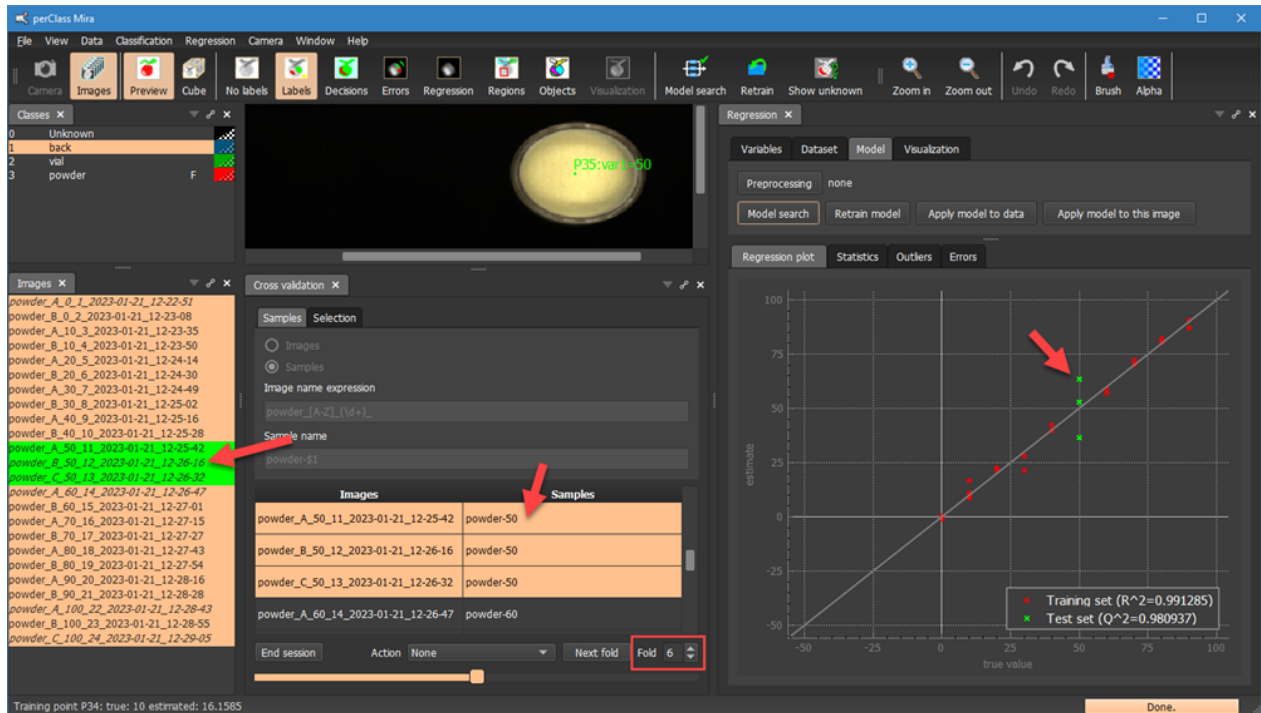 perClass Mira
File View Data Classification Regression Camera Window Help
Camera Images Preview Cube No labels Labels Decisions Errors Regression Regions Objects Visualization Model search Retrain Show unknown Zoom in Zoom out Undo Redo Brush Alpha
Classes
0 Unknown
1 back
2 vial
3 powder F
P35:var1=50
Images
powder_A_0_1_2023-01-21_12-22-51
powder_B_0_2_2023-01-21_12-23-08
powder_A_10_3_2023-01-21_12-23-35
powder_B_10_4_2023-01-21_12-23-50
powder_A_20_5_2023-01-21_12-24-14
powder_B_20_6_2023-01-21_12-24-30
powder_A_30_7_2023-01-21_12-24-49
powder_B_30_8_2023-01-21_12-25-02
powder_A_40_9_2023-01-21_12-25-16
powder_B_40_10_2023-01-21_12-25-28
powder_A_50_11_2023-01-21_12-25-42
powder_B_50_12_2023-01-21_12-26-16
powder_C_50_13_2023-01-21_12-26-32
powder_A_60_14_2023-01-21_12-26-47
powder_B_60_15_2023-01-21_12-27-01
powder_A_70_16_2023-01-21_12-27-15
powder_B_70_17_2023-01-21_12-27-27
powder_A_80_18_2023-01-21_12-27-43
powder_B_80_19_2023-01-21_12-27-54
powder_A_90_20_2023-01-21_12-28-16
powder_B_90_21_2023-01-21_12-28-28
powder_A_100_22_2023-01-21_12-28-43
powder_B_100_23_2023-01-21_12-28-55
powder_C_100_24_2023-01-21_12-29-05
Cross validation
Samples Selection
Images
Samples
Image name expression
powder_[A-Z]_(\d+)_
Sample name
powder-$1
Images Samples
powder_A_50_11_2023-01-21_12-25-42 powder-50
powder_B_50_12_2023-01-21_12-26-16 powder-50
powder_C_50_13_2023-01-21_12-26-32 powder-50
powder_A_60_14_2023-01-21_12-26-47 powder-60
End session Action None Next fold Fold 6
Regression
Variables Dataset Model Visualization
Preprocessing none
Model search Retrain model Apply model to data Apply model to this image
Regression plot Statistics Outliers Errors
100
75
50
25
0
-25
-50
estimate
-50 -25 0 25 50 75 100
true value
Training set (R^2=0.991285)
Test set (Q^2=0.980937)
Training point P34: true: 10 estimated: 16.1585
Done.